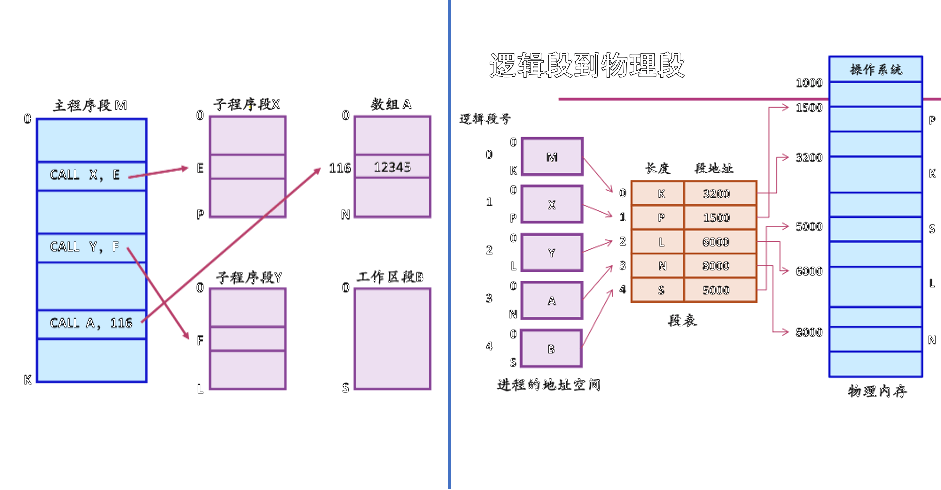 主程序段M
0
CALL X, E
CALL Y, F
CALL A, 116
K
子程序段X
0
E
P
数组A
0
116
12345
N
子程序段Y
0
F
L
工作区段B
0
S
逻辑段到物理段
逻辑段号
0
0
M
K
1
0
X
P
2
0
Y
L
3
0
A
N
4
0
B
S
进程的地址空间
长度 段地址
0 K 3200
1 P 1500
2 L 6000
3 N 8000
4 S 5000
段表
操作系统
1000
1500
P
3200
K
5000
S
6000
L
8000
N
物理内存